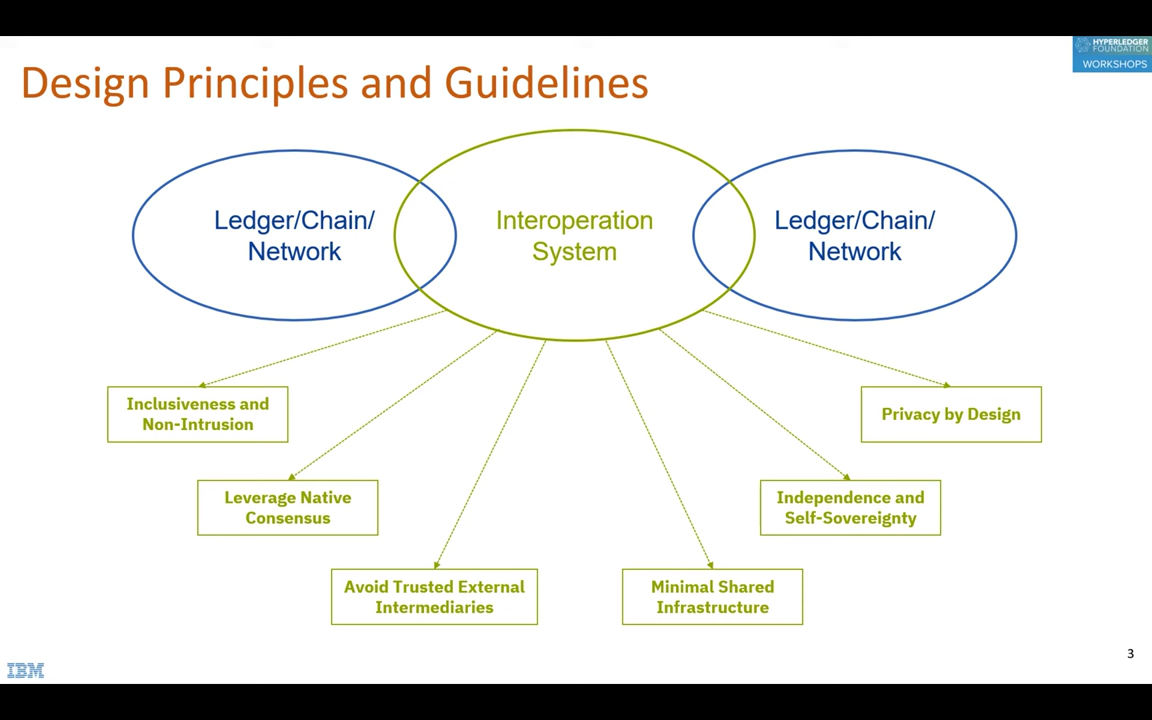 HYPERLEDGER
FOUNDATION
WORKSHOPS
Design Principles and Guidelines
Ledger/Chain/
Network
Interoperation
System
Ledger/Chain/
Network
Inclusiveness and
Non-Intrusion
Privacy by Design
Leverage Native
Consensus
Independence and
Self-Sovereignty
Avoid Trusted External
Intermediaries
Minimal Shared
Infrastructure
3
IBM